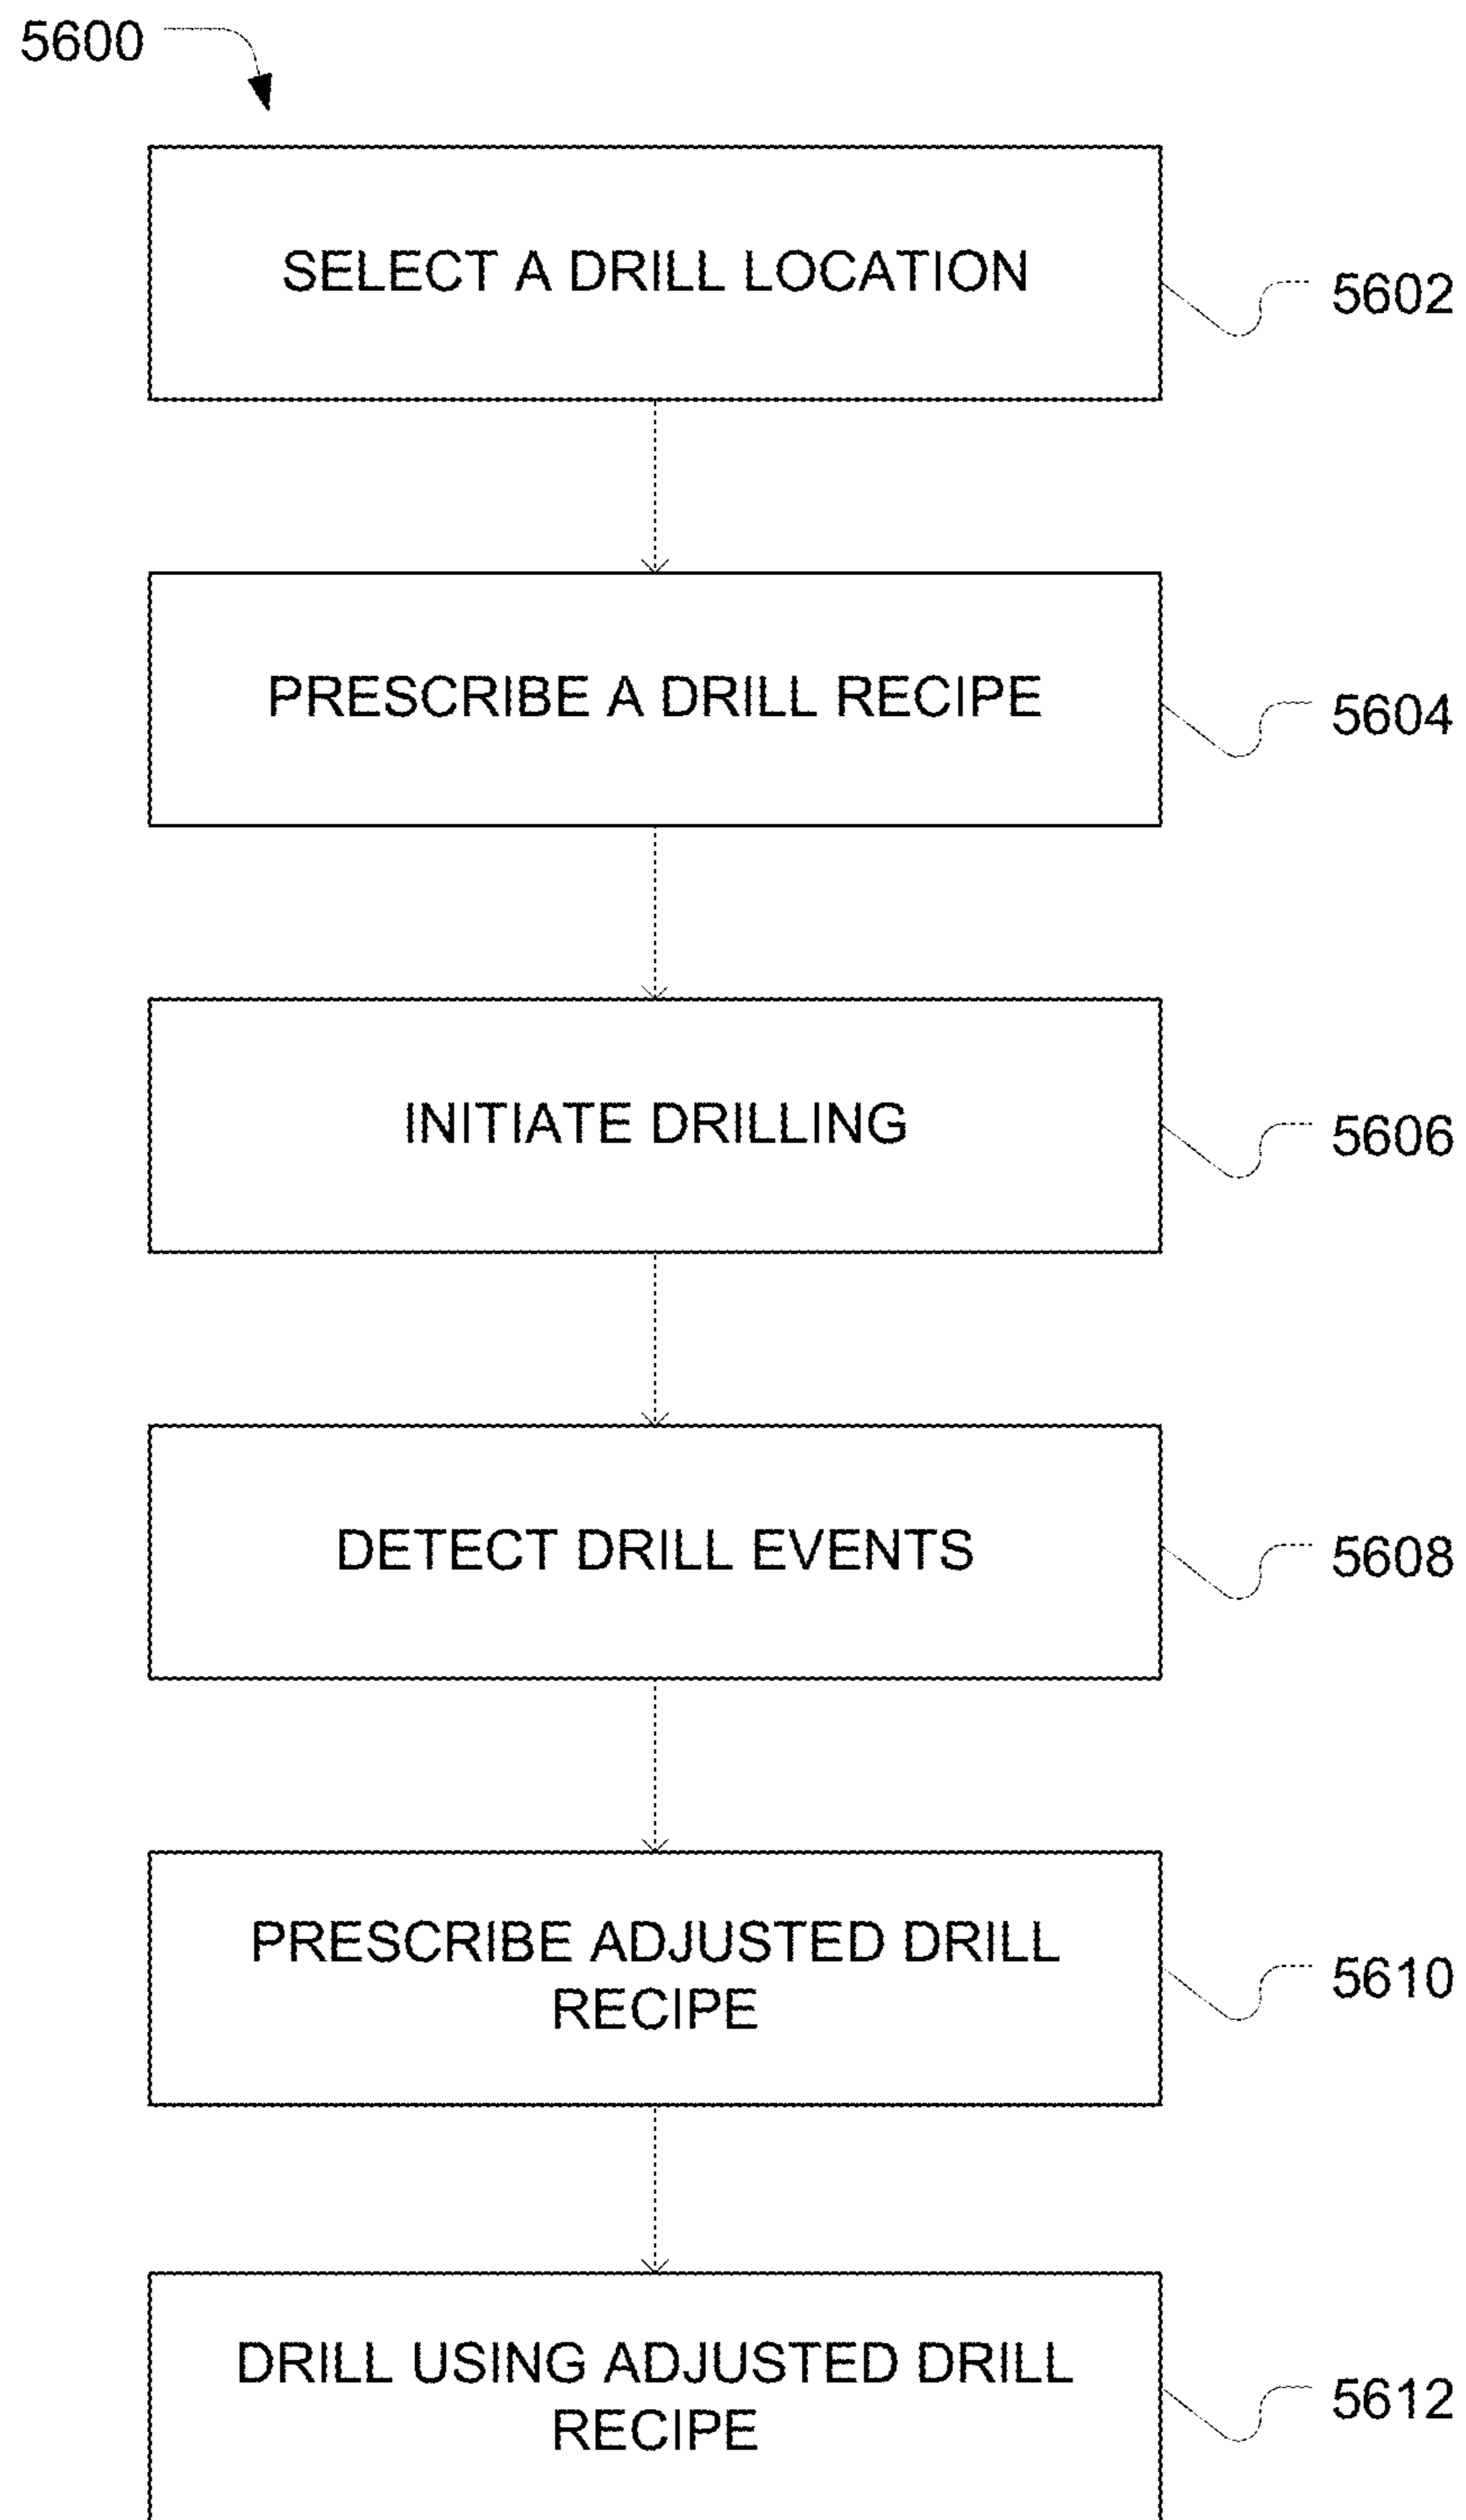 5600
SELECT A DRILL LOCATION
5602
PRESCRIBE A DRILL RECIPE
5604
INITIATE DRILLING
5606
DETECT DRILL EVENTS
5608
PRESCRIBE ADJUSTED DRILL
RECIPE
5610
DRILL USING ADJUSTED DRILL
RECIPE
5612